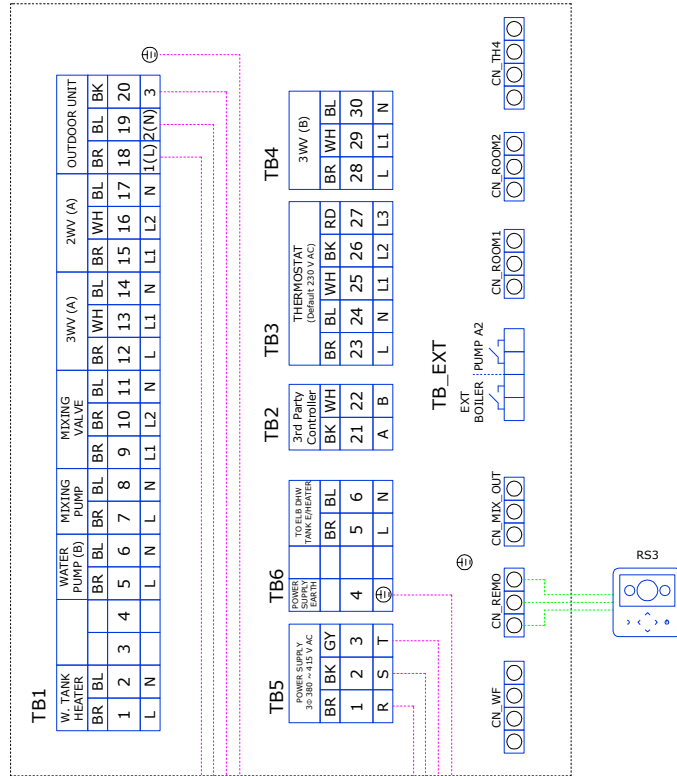 TB1
W. TANK
HEATER
WATER
PUMP (B)
MIXING
PUMP
MIXING
VALVE
3WV (A)
2WV (A)
OUTDOOR UNIT
BR BL BR BL BR BL BR BR BL BR WH BL BR WH BL BR BL BK
1 2 3 4 5 6 7 8 9 10 11 12 13 14 15 16 17 18 19 20
L N L N L N L1 L2 N L L1 N L1 L2 N 1(L) 2(N) 3
TB5
POWER SUPPLY
3Φ 380 ~ 415 V AC
BR BK GY
1 2 3
R S T
TB6
POWER
SUPPLY
EARTH
TO ELB DHW
TANK E/HEATER
BR BL
4 5 6
L N
TB2
3rd Party
Controller
BK WH
21 22
A B
TB3
THERMOSTAT
(Default 230 V AC)
BR BL WH BK RD
23 24 25 26 27
L N L1 L2 L3
TB4
3WV (B)
BR WH BL
28 29 30
L L1 N
TB_EXT
EXT
BOILER
PUMP A2
CN_WF
CN_REMO
CN_MIX_OUT
CN_ROOM1
CN_ROOM2
CN_TH4
RS3